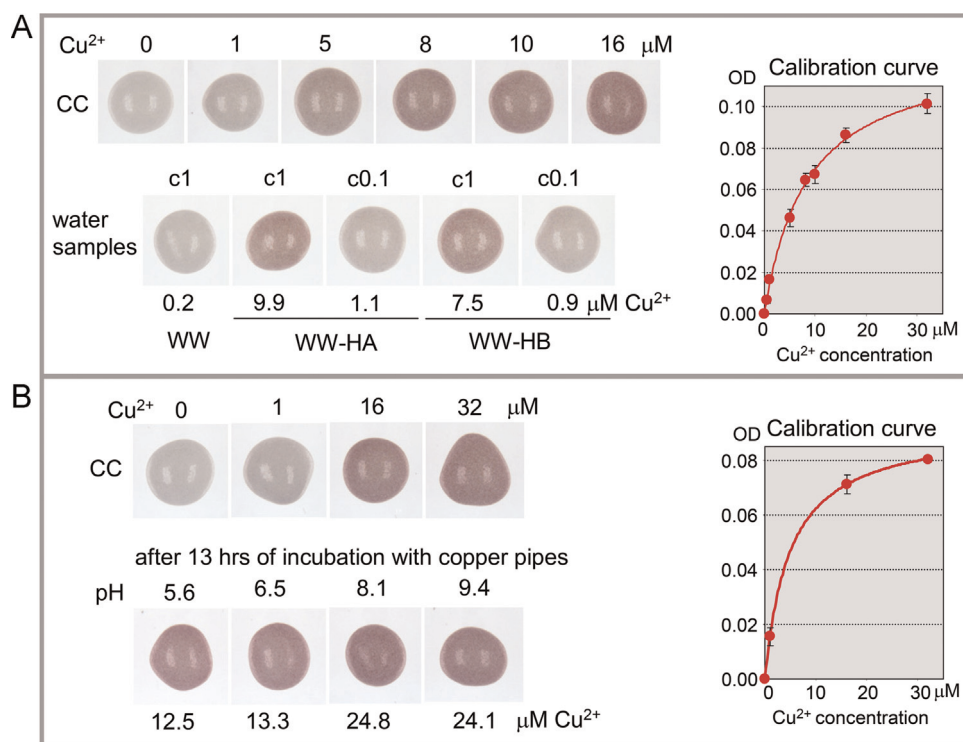 A
Cu²⁺ 0 1 5 8 10 16 µM
CC
c1 c1 c0.1 c1 c0.1
water
samples
0.2 9.9 1.1 7.5 0.9 µM Cu²⁺
WW WW-HA WW-HB
OD Calibration curve
0.10
0.08
0.06
0.04
0.02
0.00
0 10 20 30 µM
Cu²⁺ concentration
B
Cu²⁺ 0 1 16 32 µM
CC
after 13 hrs of incubation with copper pipes
pH 5.6 6.5 8.1 9.4
12.5 13.3 24.8 24.1 µM Cu²⁺
OD Calibration curve
0.08
0.06
0.04
0.02
0.00
0 10 20 30 µM
Cu²⁺ concentration